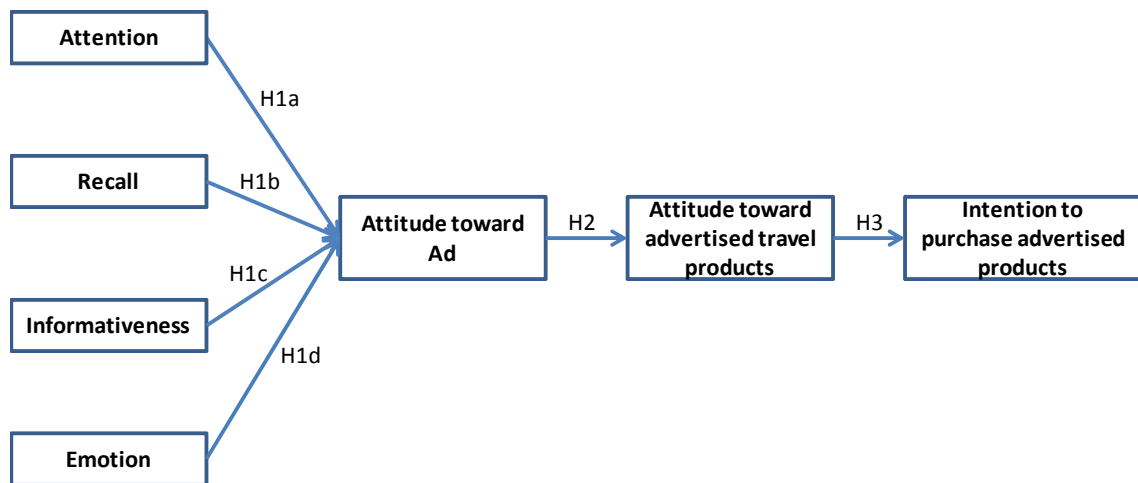 Attention
H1a
Recall
H1b
Informativeness
H1c
Emotion
H1d
Attitude toward
Ad
H2
Attitude toward
advertised travel
products
H3
Intention to
purchase advertised
products